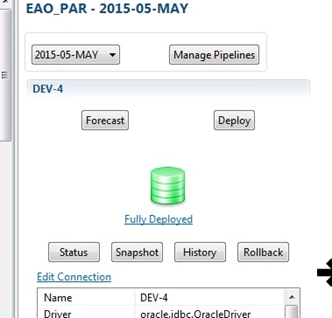 EAO_PAR - 2015-05-MAY
2015-05-MAY
Manage Pipelines
DEV-4
Forecast
Deploy
Fully Deployed
Status
Snapshot
History
Rollback
Edit Connection
Name DEV-4
Driver oracle.jdbc.OracleDriver